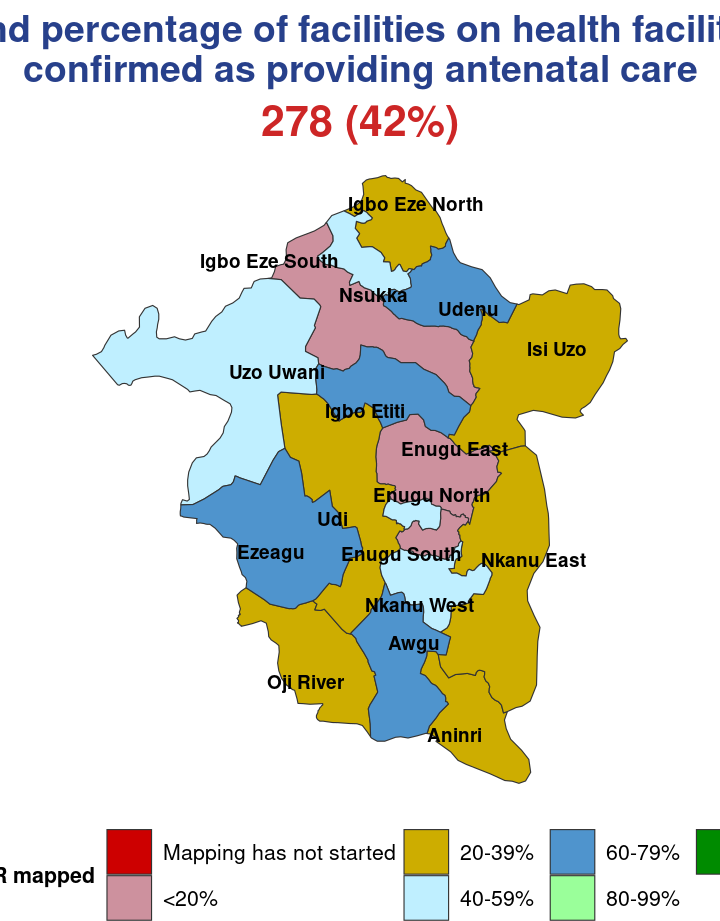 nd percentage of facilities on health facilit
confirmed as providing antenatal care
278 (42%)
Igbo Eze North
Igbo Eze South
Nsukka
Udenu
Isi Uzo
Uzo Uwani
Igbo Etiti
Enugu East
Enugu North
Udi
Ezeagu
Enugu South
Nkanu East
Nkanu West
Awgu
Oji River
Aninri
R mapped
Mapping has not started
20-39%
60-79%
<20%
40-59%
80-99%